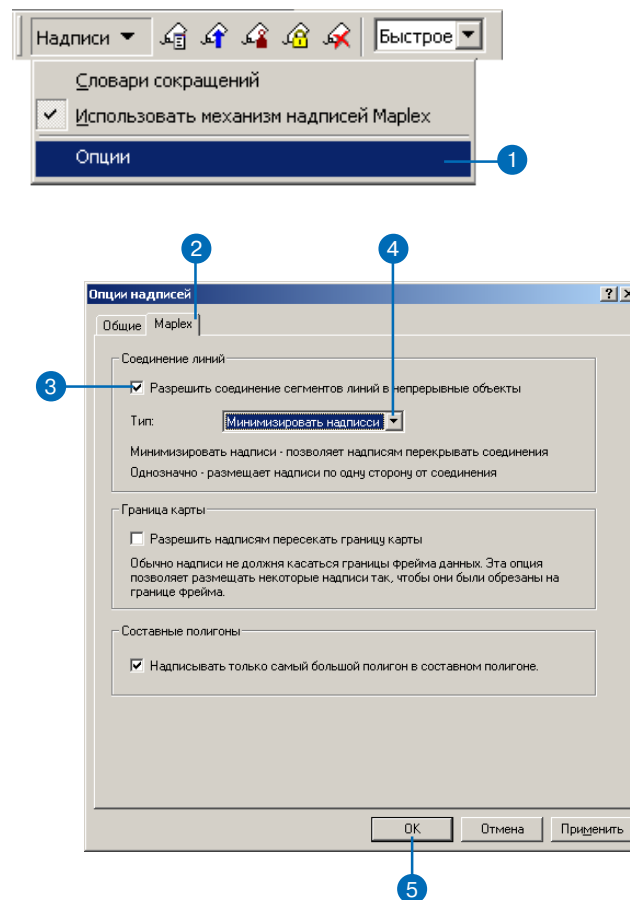 Надписи Быстрое
Словари сокращений
Использовать механизм надписей Maplex
Опции
1
2
4
Опции надписей
Общие Maplex
Соединение линий
3
Разрешить соединение сегментов линий в непрерывные объекты
Тип: Минимизировать надписси
Минимизировать надписи - позволяет надписям перекрывать соединения
Однозначно - размещает надписи по одну сторону от соединения
Граница карты
Разрешить надписям пересекать границу карты
Обычно надписи не должня касаться границы фрейма данных. Эта опция
позволяет размещать некоторые надписи так, чтобы они были обрезаны на
границе фрейма.
Составные полигоны
Надписывать только самый большой полигон в составном полигоне.
OK Отмена Применить
5